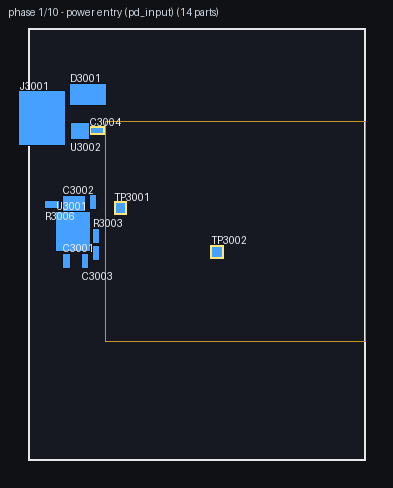 phase 1/10 - power entry (pd_input) (14 parts)
J3001
D3001
C3004
U3002
C3002
TP3001
U3001
R3006
R3003
TP3002
C3001
C3003